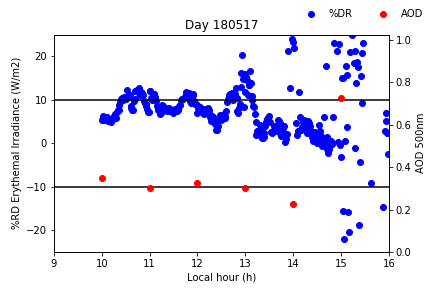 %DR AOD
Day 180517
%RD Erythermal Irradiance (W/m2)
20
10
0
−10
−20
1.0
0.8
0.6
0.4
0.2
0.0
AOD 500nm
9 10 11 12 13 14 15 16
Local hour (h)